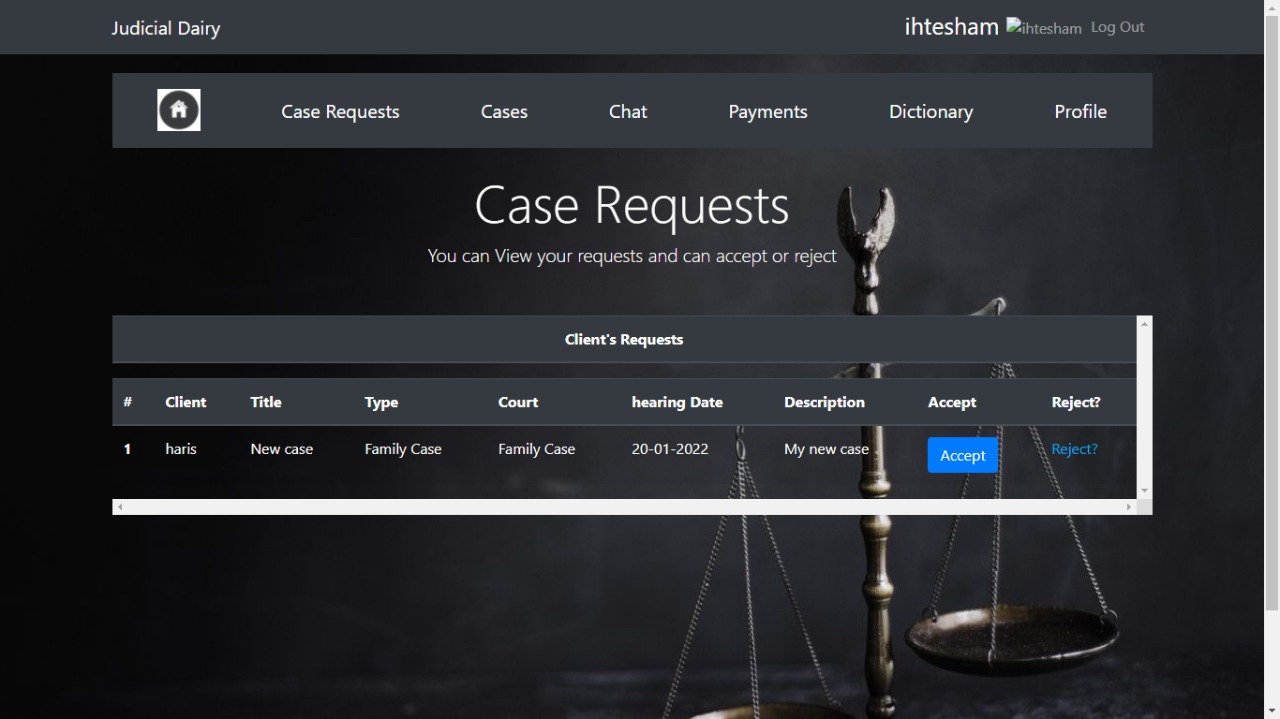 Judicial Dairy
ihtesham ihtesham Log Out
Case Requests Cases Chat Payments Dictionary Profile
Case Requests
You can View your requests and can accept or reject
Client's Requests
# Client Title Type Court hearing Date Description Accept Reject?
1 haris New case Family Case Family Case 20-01-2022 My new case Accept Reject?